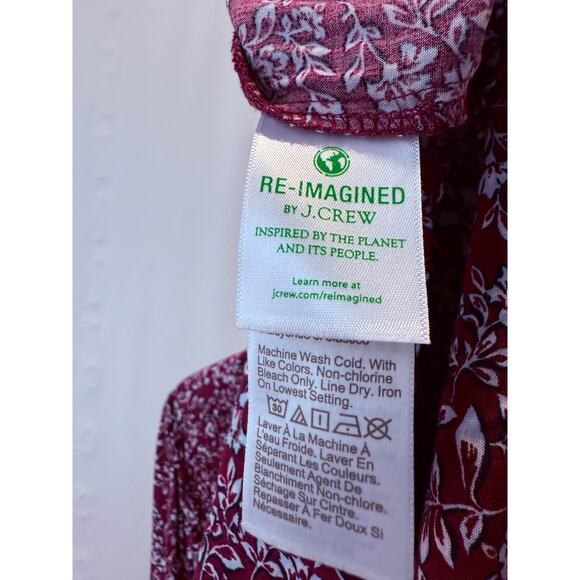 RE-IMAGINED
BY J.CREW
INSPIRED BY THE PLANET
AND ITS PEOPLE.
Learn more at
jcrew.com/reimagined
Machine Wash Cold. With
Like Colors. Non-chlorine
Bleach Only. Line Dry. Iron
On Lowest Setting.
30
Laver À La Machine À
L'eau Froide. Laver En
Séparant Les Couleurs.
Seulement Agent De
Blanchiment Non-chlore.
Séchage Sur Cintre.
Repasser À Fer Doux Si
Nécessaire.